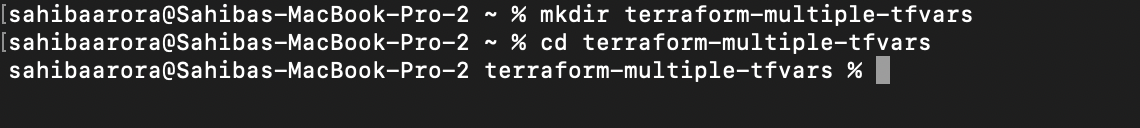 [sahibaarora@Sahibas-MacBook-Pro-2 ~ % mkdir terraform-multiple-tfvars
[sahibaarora@Sahibas-MacBook-Pro-2 ~ % cd terraform-multiple-tfvars
sahibaarora@Sahibas-MacBook-Pro-2 terraform-multiple-tfvars %